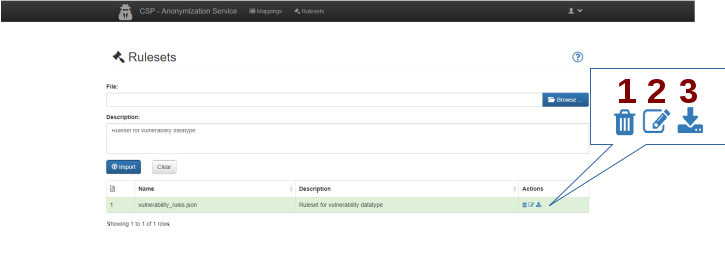 CSP - Anonymization Service Mappings Rulesets
Rulesets
File:
Browse ...
Description:
Ruleset for vulnerability datatype
Import Clear
Name Description Actions
1 vulnerability_rules.json Ruleset for vulnerability datatype
Showing 1 to 1 of 1 rows
1 2 3